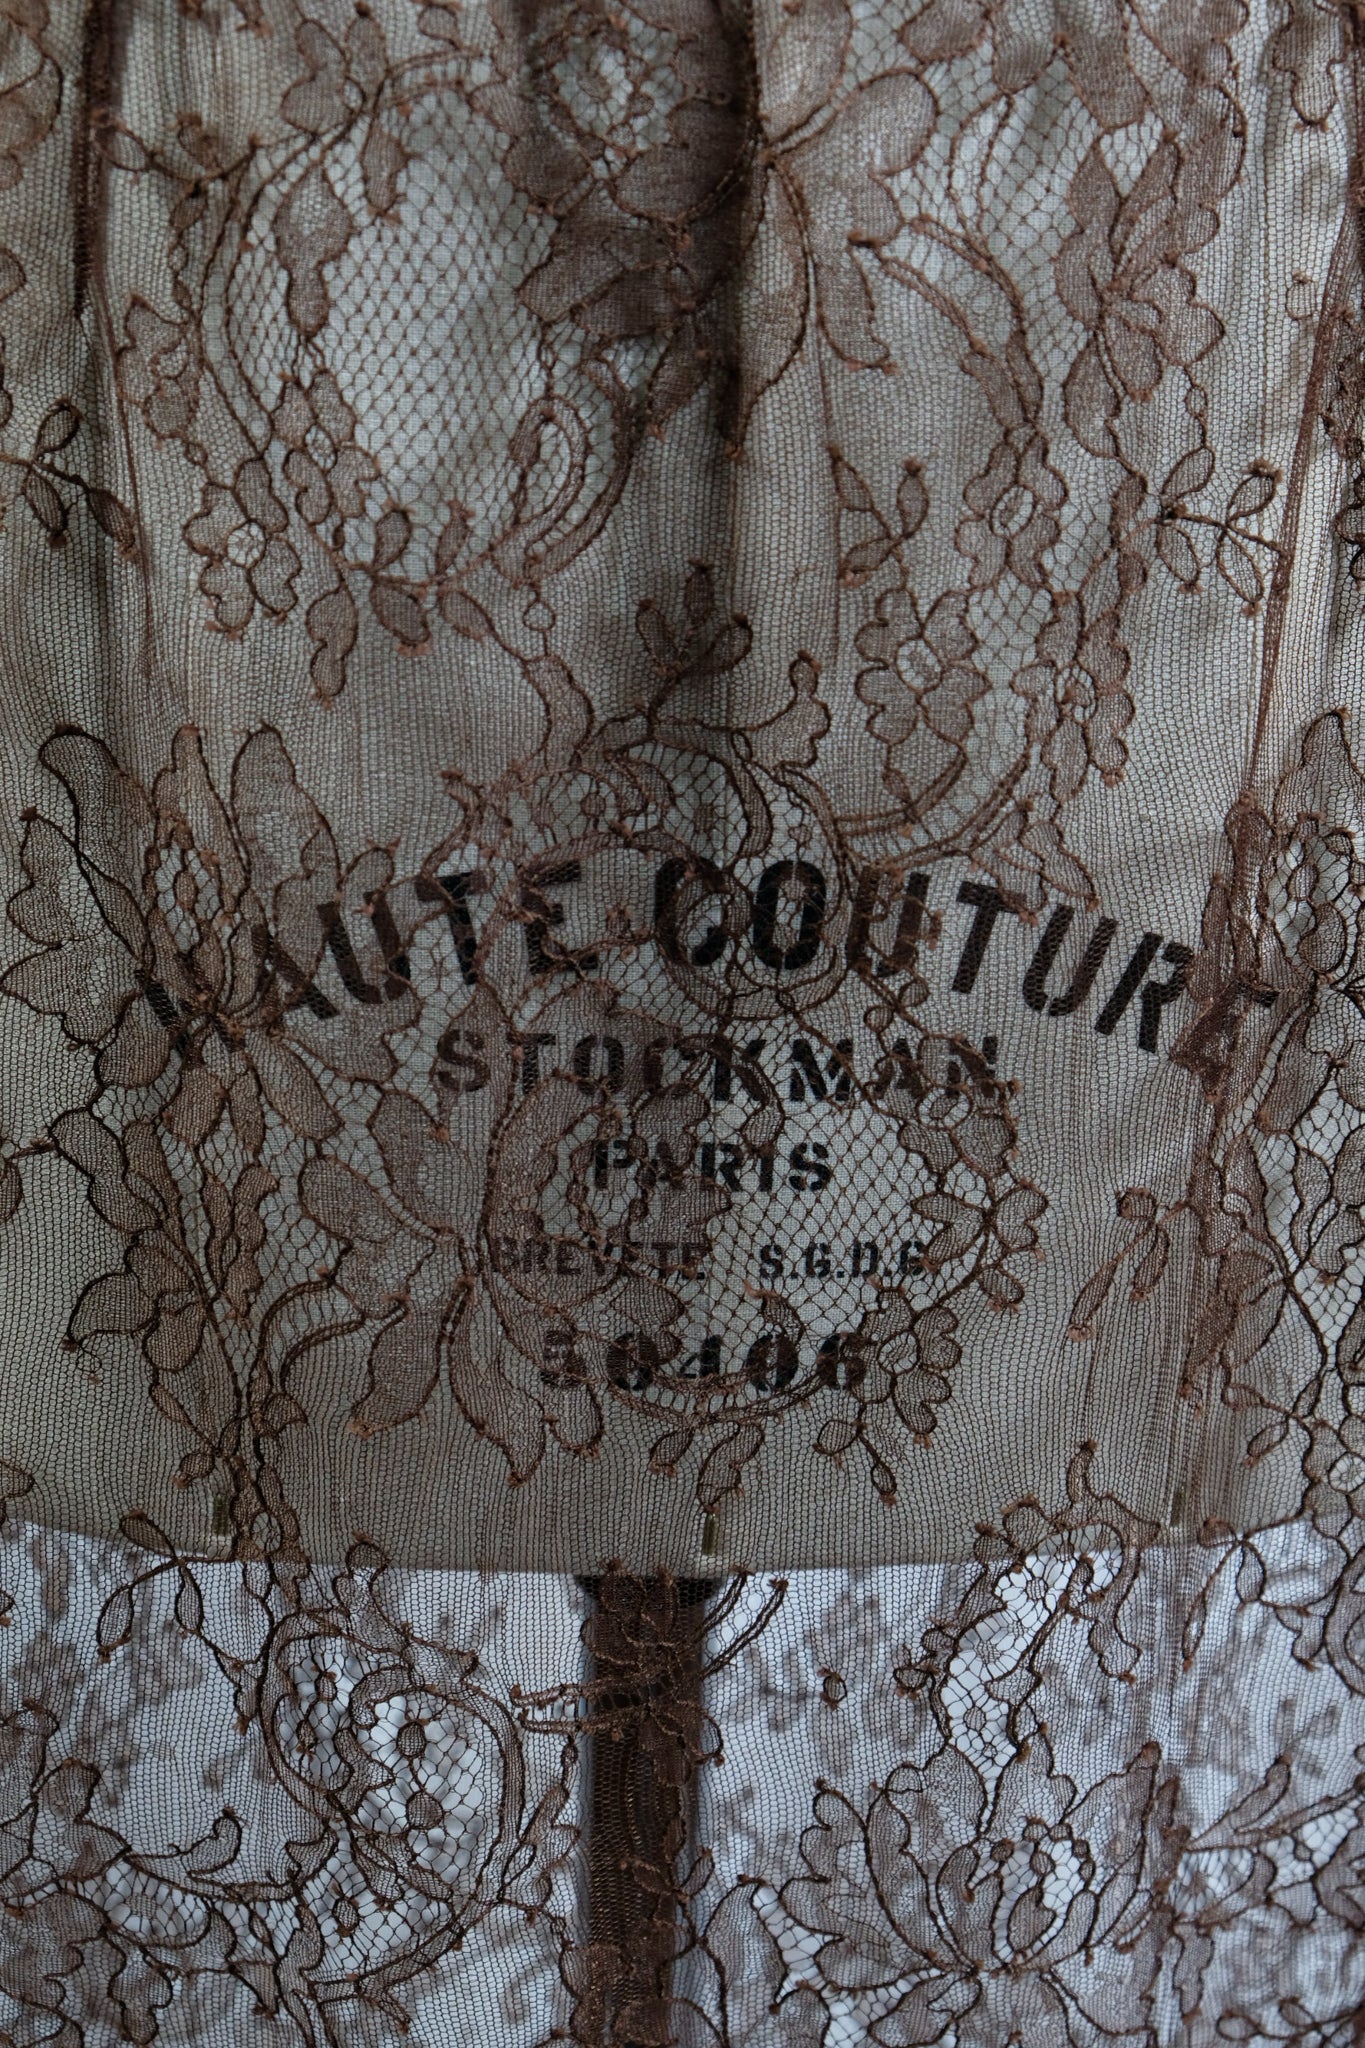 HAUTE COUTURE
STOCKMAN
PARIS
BREVETE S.G.D.G.
50406